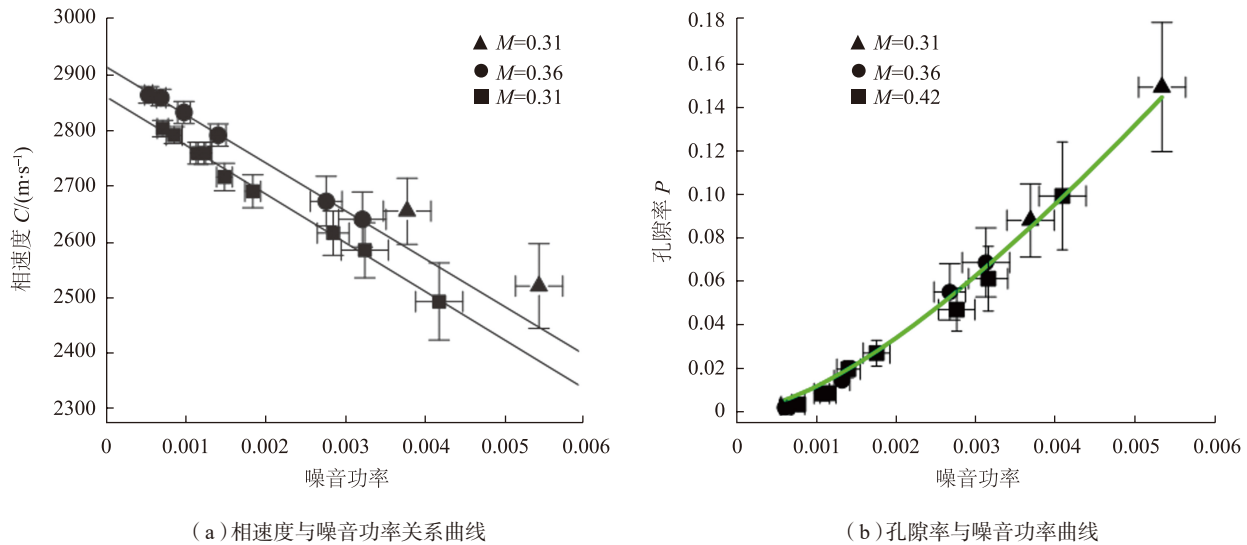 3000
2900
2800
2700
2600
2500
2400
2300
相速度 C/(m·s⁻¹)
▲ M=0.31
● M=0.36
■ M=0.31
0 0.001 0.002 0.003 0.004 0.005 0.006
噪音功率
(a)相速度与噪音功率关系曲线
0.18
0.16
0.14
0.12
0.10
0.08
0.06
0.04
0.02
0
孔隙率 P
▲ M=0.31
● M=0.36
■ M=0.42
0 0.001 0.002 0.003 0.004 0.005 0.006
噪音功率
(b)孔隙率与噪音功率曲线